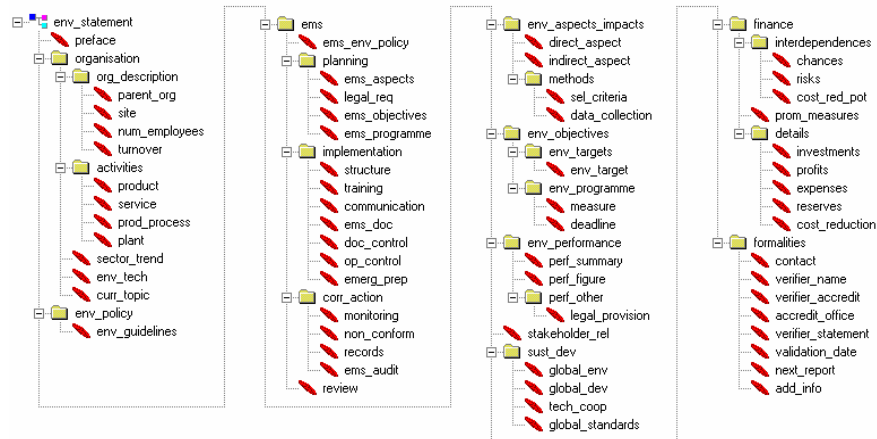 env_statement
preface
organisation
org_description
parent_org
site
num_employees
turnover
activities
product
service
prod_process
plant
sector_trend
env_tech
curr_topic
env_policy
env_guidelines
ems
ems_env_policy
planning
ems_aspects
legal_req
ems_objectives
ems_programme
implementation
structure
training
communication
ems_doc
doc_control
op_control
emerg_prep
corr_action
monitoring
non_conform
records
ems_audit
review
env_aspects_impacts
direct_aspect
indirect_aspect
methods
sel_criteria
data_collection
env_objectives
env_targets
env_target
env_programme
measure
deadline
env_performance
perf_summary
perf_figure
perf_other
legal_provision
stakeholder_rel
sust_dev
global_env
global_dev
tech_coop
global_standards
finance
interdependences
chances
risks
cost_red_pot
prom_measures
details
investments
profits
expenses
reserves
cost_reduction
formalities
contact
verifier_name
verifier_accredit
accredit_office
verifier_statement
validation_date
next_report
add_info